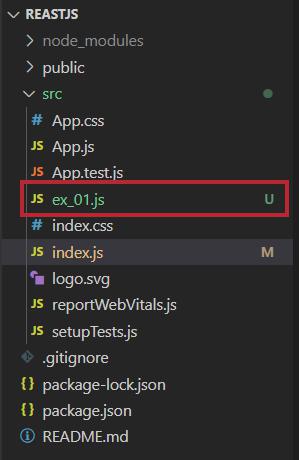 REASTJS
node_modules
public
src
# App.css
JS App.js
JS App.test.js
JS ex_01.js U
# index.css
JS index.js M
logo.svg
JS reportWebVitals.js
JS setupTests.js
.gitignore
{} package-lock.json
{} package.json
README.md